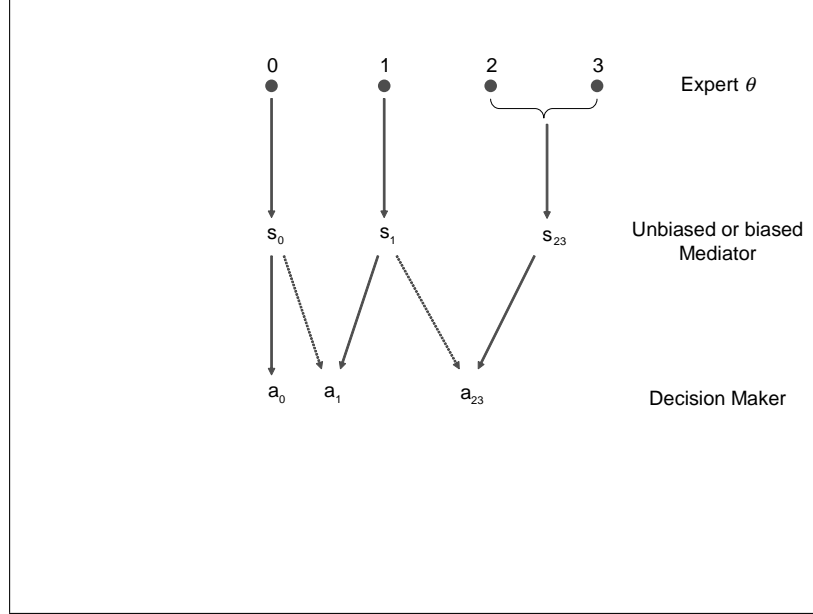 0 1 2 3
Expert θ
s₀ s₁ s₂₃
Unbiased or biased
Mediator
a₀ a₁ a₂₃
Decision Maker